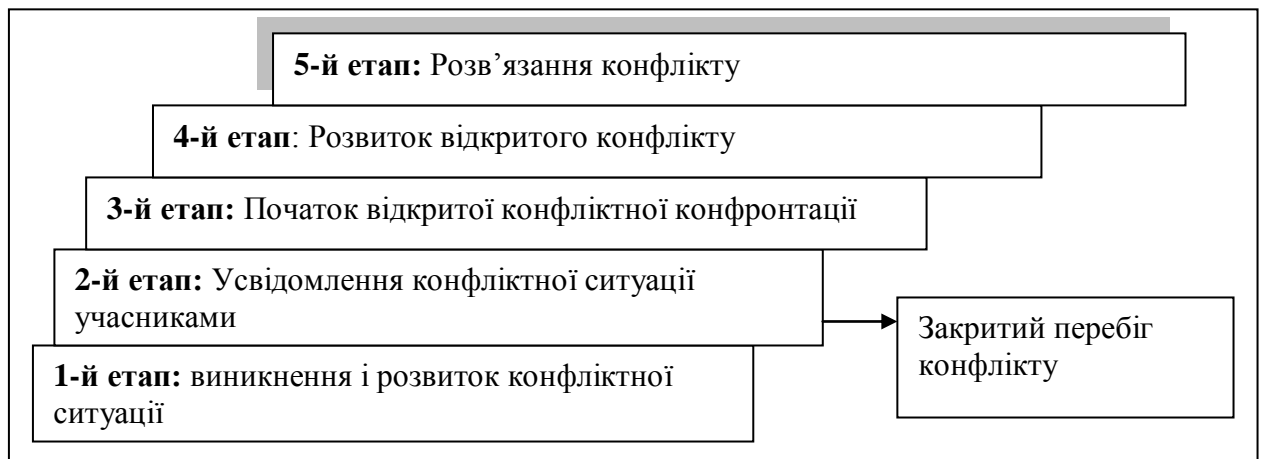 5-й етап: Розв’язання конфлікту
4-й етап: Розвиток відкритого конфлікту
3-й етап: Початок відкритої конфліктної конфронтації
2-й етап: Усвідомлення конфліктної ситуації
учасниками
Закритий перебіг
конфлікту
1-й етап: виникнення і розвиток конфліктної
ситуації